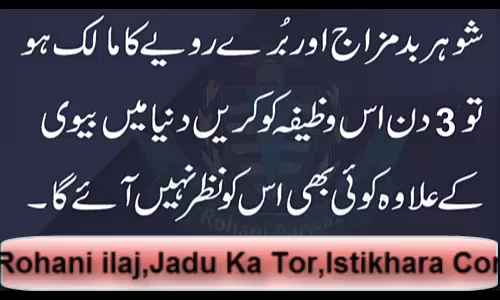 شوہر بدمزاج اور بُرے رویے کا مالک ہو
تو 3 دن اس وظیفہ کو کریں دنیا میں بیوی
کے علاوہ کوئی بھی اس کو نظر نہیں آئے گا۔
Rohani ilaj,Jadu Ka Tor,Istikhara Con